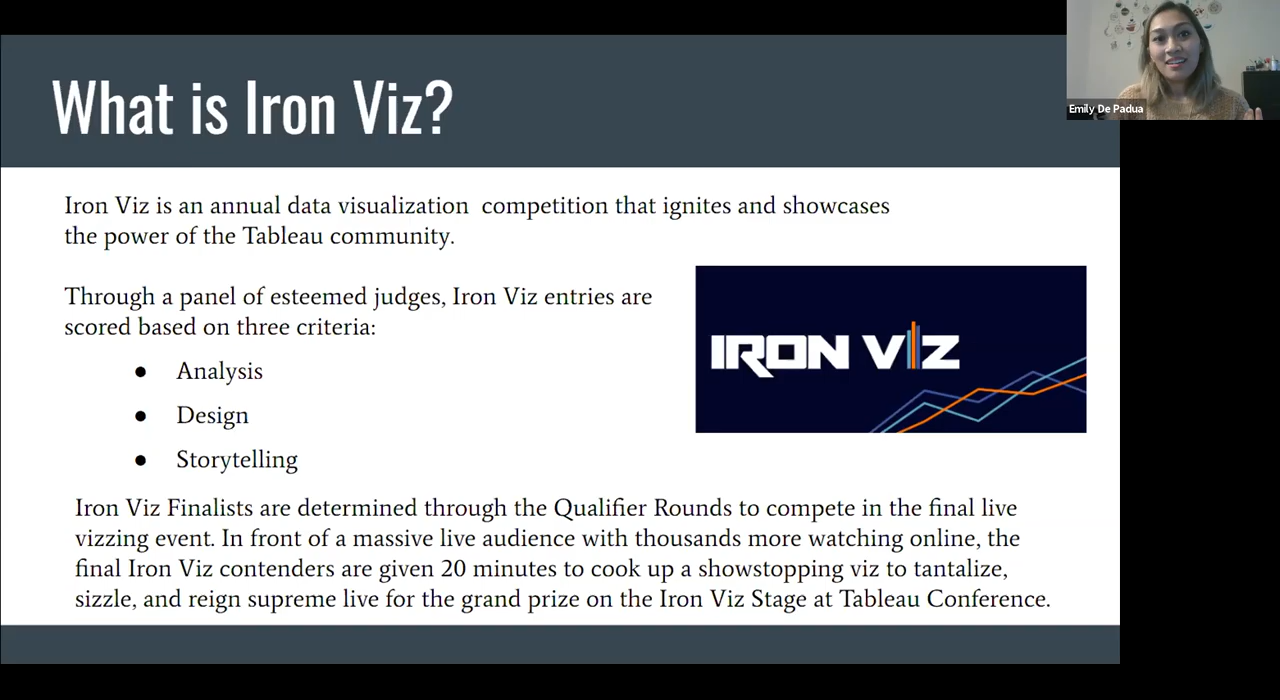 What is Iron Viz?
Emily De Padua
Iron Viz is an annual data visualization  competition that ignites and showcases
the power of the Tableau community.
Through a panel of esteemed judges, Iron Viz entries are
scored based on three criteria:
● Analysis
● Design
● Storytelling
IRON VIZ
Iron Viz Finalists are determined through the Qualifier Rounds to compete in the final live
vizzing event. In front of a massive live audience with thousands more watching online, the
final Iron Viz contenders are given 20 minutes to cook up a showstopping viz to tantalize,
sizzle, and reign supreme live for the grand prize on the Iron Viz Stage at Tableau Conference.